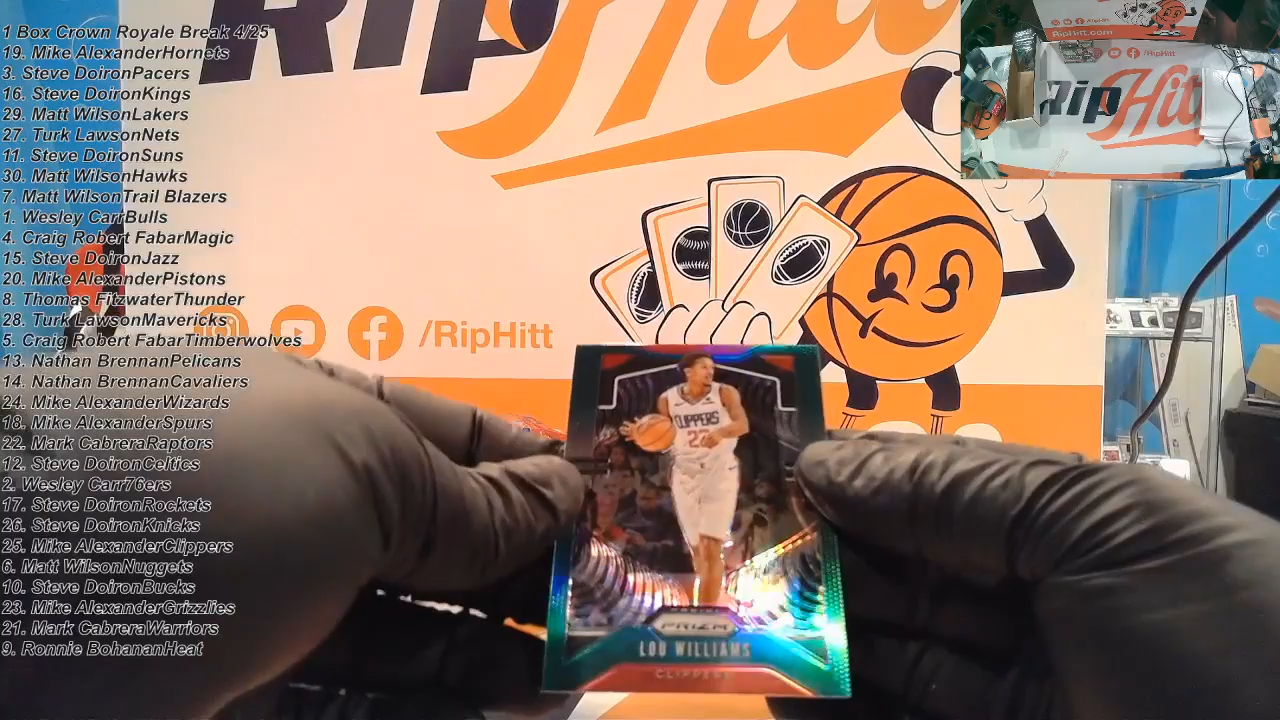 1 Box Crown Royale Break 4/25
19. Mike AlexanderHornets
3. Steve DoironPacers
16. Steve DoironKings
29. Matt WilsonLakers
27. Turk LawsonNets
11. Steve DoironSuns
30. Matt WilsonHawks
7. Matt WilsonTrail Blazers
1. Wesley CarrBulls
4. Craig Robert FabarMagic
15. Steve DoironJazz
20. Mike AlexanderPistons
8. Thomas FitzwaterThunder
28. Turk LawsonMavericks
5. Craig Robert FabarTimberwolves
13. Nathan BrennanPelicans
14. Nathan BrennanCavaliers
24. Mike AlexanderWizards
18. Mike AlexanderSpurs
22. Mark CabreraRaptors
12. Steve DoironCeltics
2. Wesley Carr76ers
17. Steve DoironRockets
26. Steve DoironKnicks
25. Mike AlexanderClippers
6. Matt WilsonNuggets
10. Steve DoironBucks
23. Mike AlexanderGrizzlies
21. Mark CabreraWarriors
9. Ronnie BohananHeat
RipHitt
/RipHitt
RipHitt.com
/RipHitt
RipHitt
CLIPPERS
PRIZM
LOU WILLIAMS
CLIPPERS